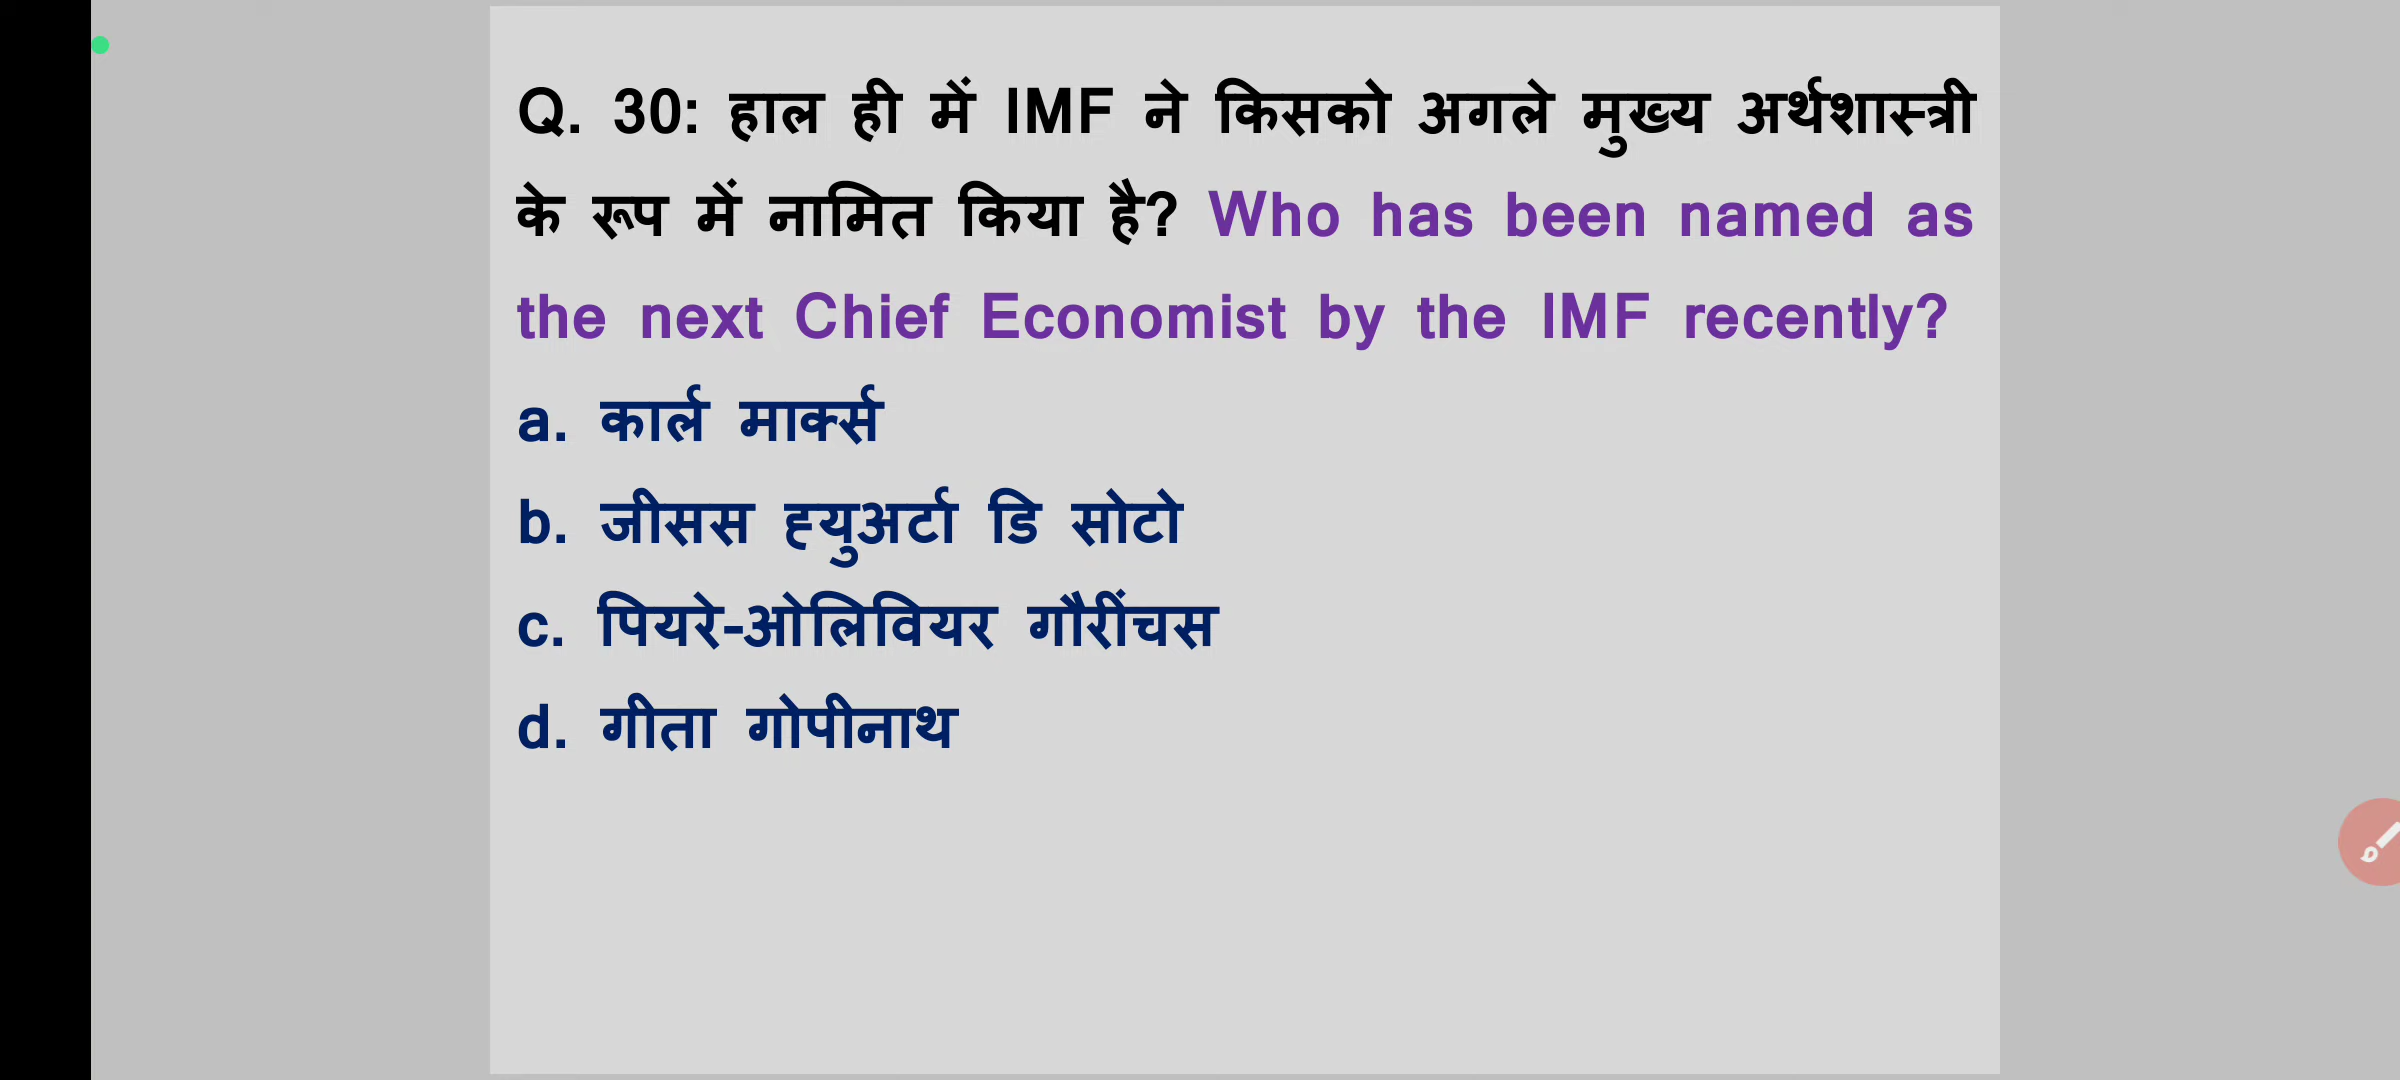 Q. 30: हाल ही में IMF ने किसको अगले मुख्य अर्थशास्त्री
के रूप में नामित किया है? Who has been named as
the next Chief Economist by the IMF recently?
a. कार्ल मार्क्स
b. जीसस ह्युअर्टा डि सोटो
c. पियरे-ओलिवियर गौरींचस
d. गीता गोपीनाथ